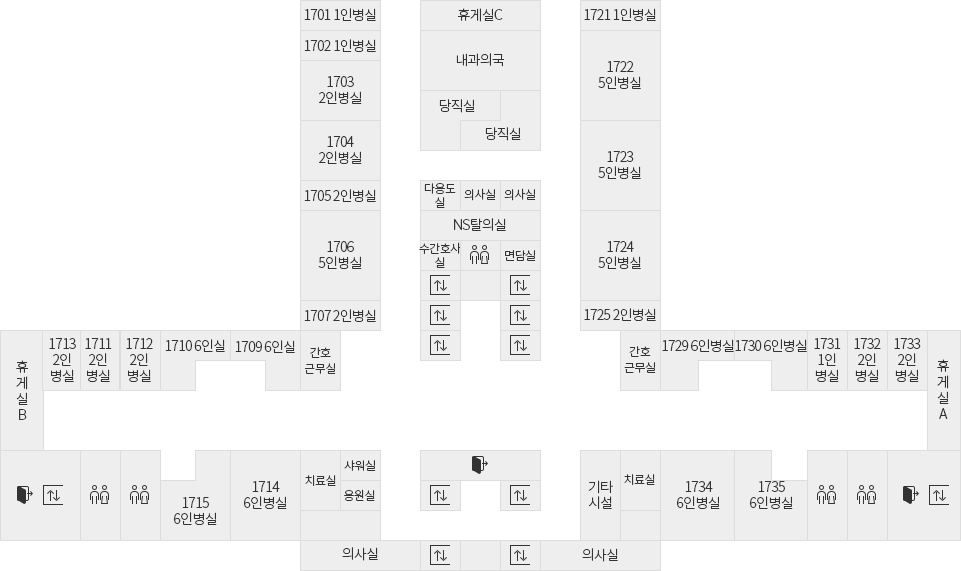 1701 1인병실
휴게실C
1721 1인병실
1702 1인병실
내과의국
1722
5인병실
1703
2인병실
당직실
당직실
1704
2인병실
1723
5인병실
1705 2인병실
다용도
실
의사실
의사실
NS탈의실
1706
5인병실
수간호사
실
면담실
1724
5인병실
1707 2인병실
1725 2인병실
휴
게
실
B
1713
2인
병실
1711
2인
병실
1712
2인
병실
1710 6인실
1709 6인실
간호
근무실
간호
근무실
1729 6인병실
1730 6인병실
1731
1인
병실
1732
2인
병실
1733
2인
병실
휴
게
실
A
1715
6인병실
1714
6인병실
치료실
샤워실
응원실
기타
시설
치료실
1734
6인병실
1735
6인병실
의사실
의사실